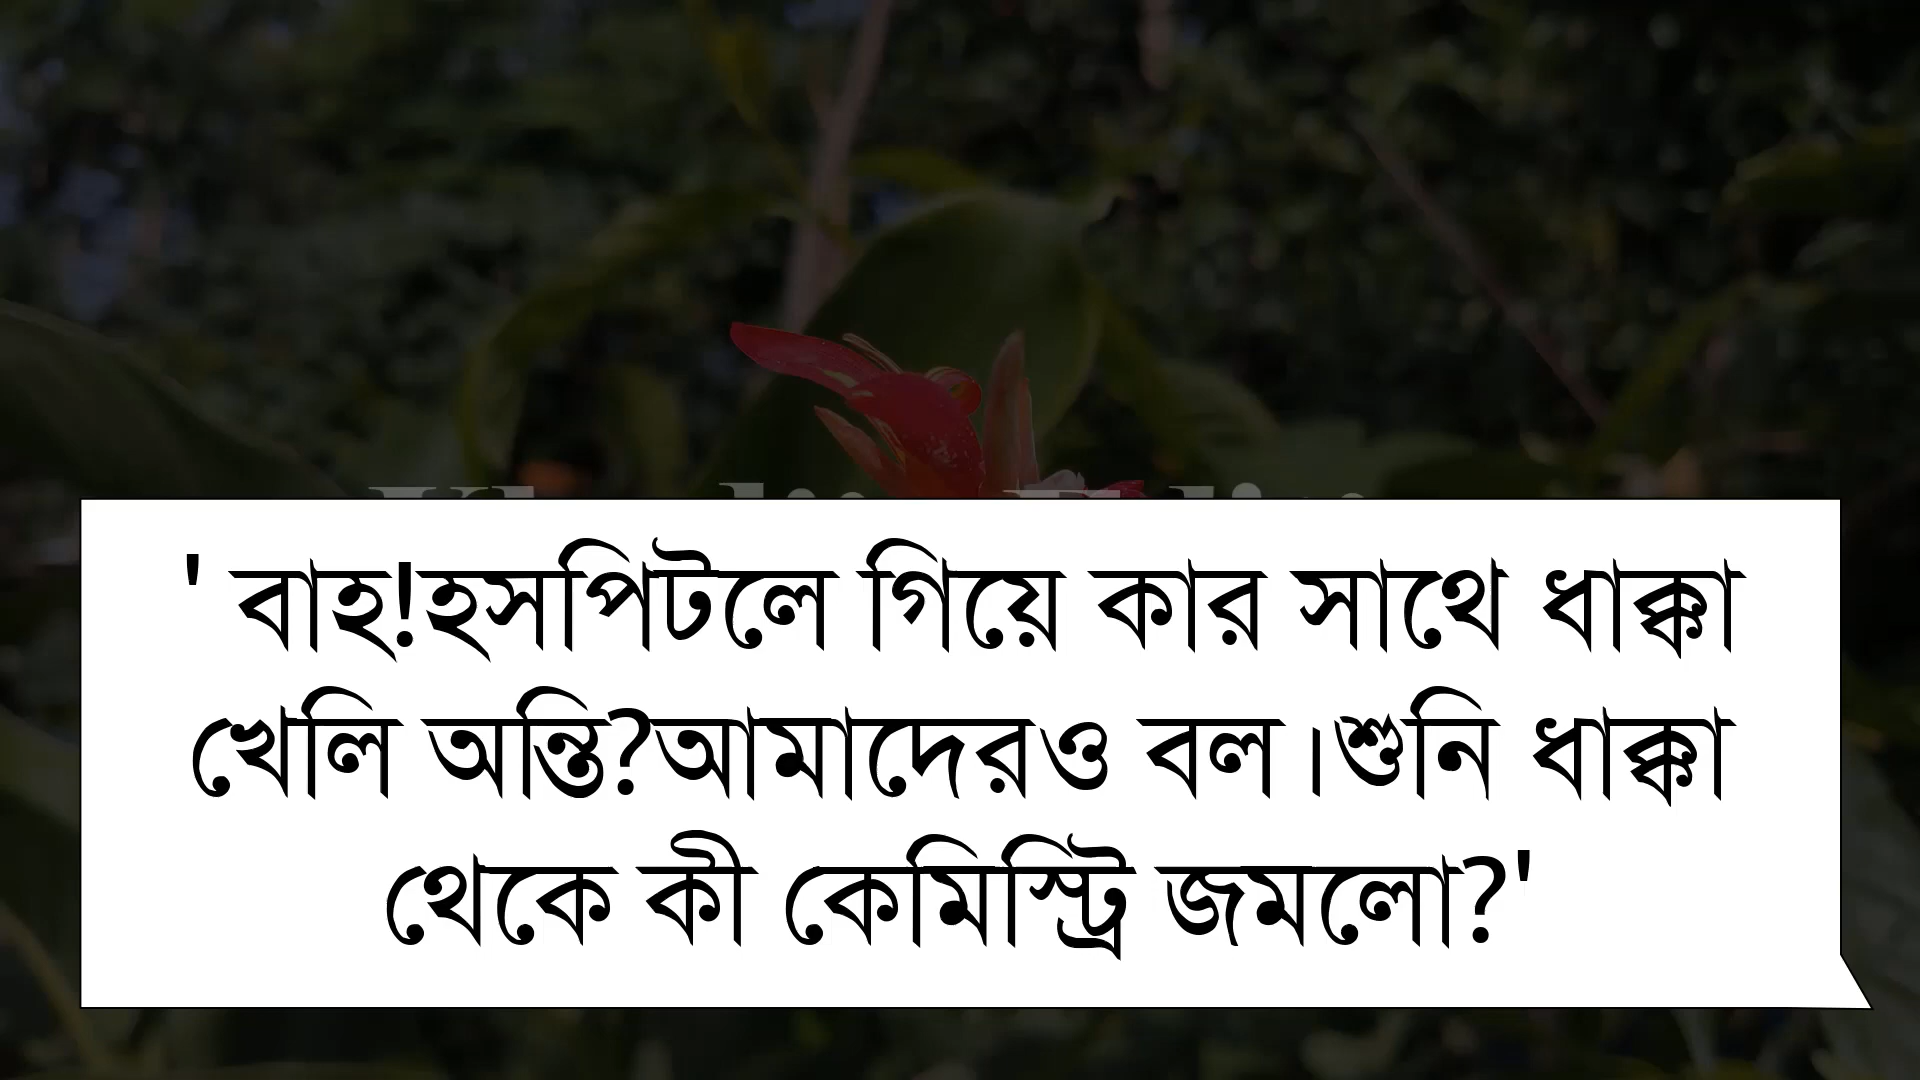 ' বাহ!হসপিটলে গিয়ে কার সাথে ধাক্কা
খেলি অন্তি?আমাদেরও বল।শুনি ধাক্কা
থেকে কী কেমিস্ট্রি জমলো?'